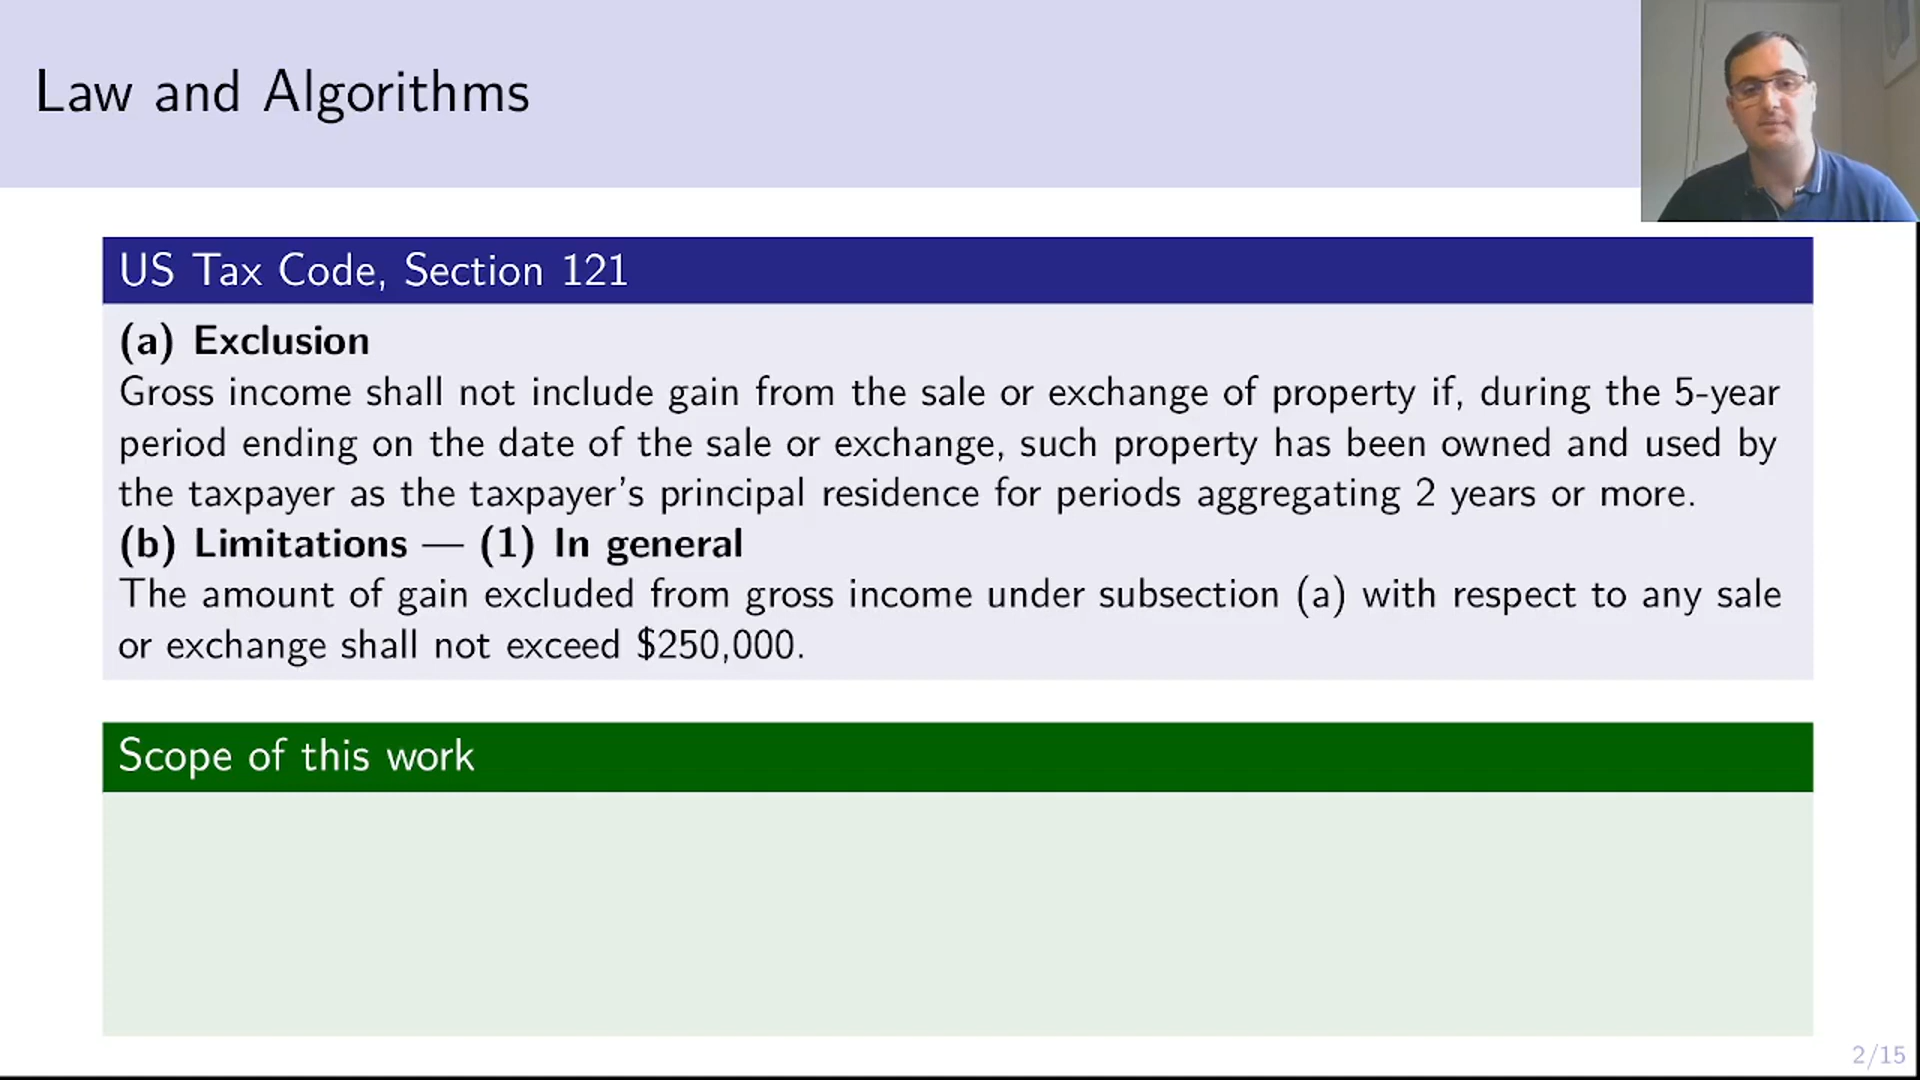 Law and Algorithms
US Tax Code, Section 121
(a) Exclusion
Gross income shall not include gain from the sale or exchange of property if, during the 5-year
period ending on the date of the sale or exchange, such property has been owned and used by
the taxpayer as the taxpayer's principal residence for periods aggregating 2 years or more.
(b) Limitations — (1) In general
The amount of gain excluded from gross income under subsection (a) with respect to any sale
or exchange shall not exceed $250,000.
Scope of this work
2/15